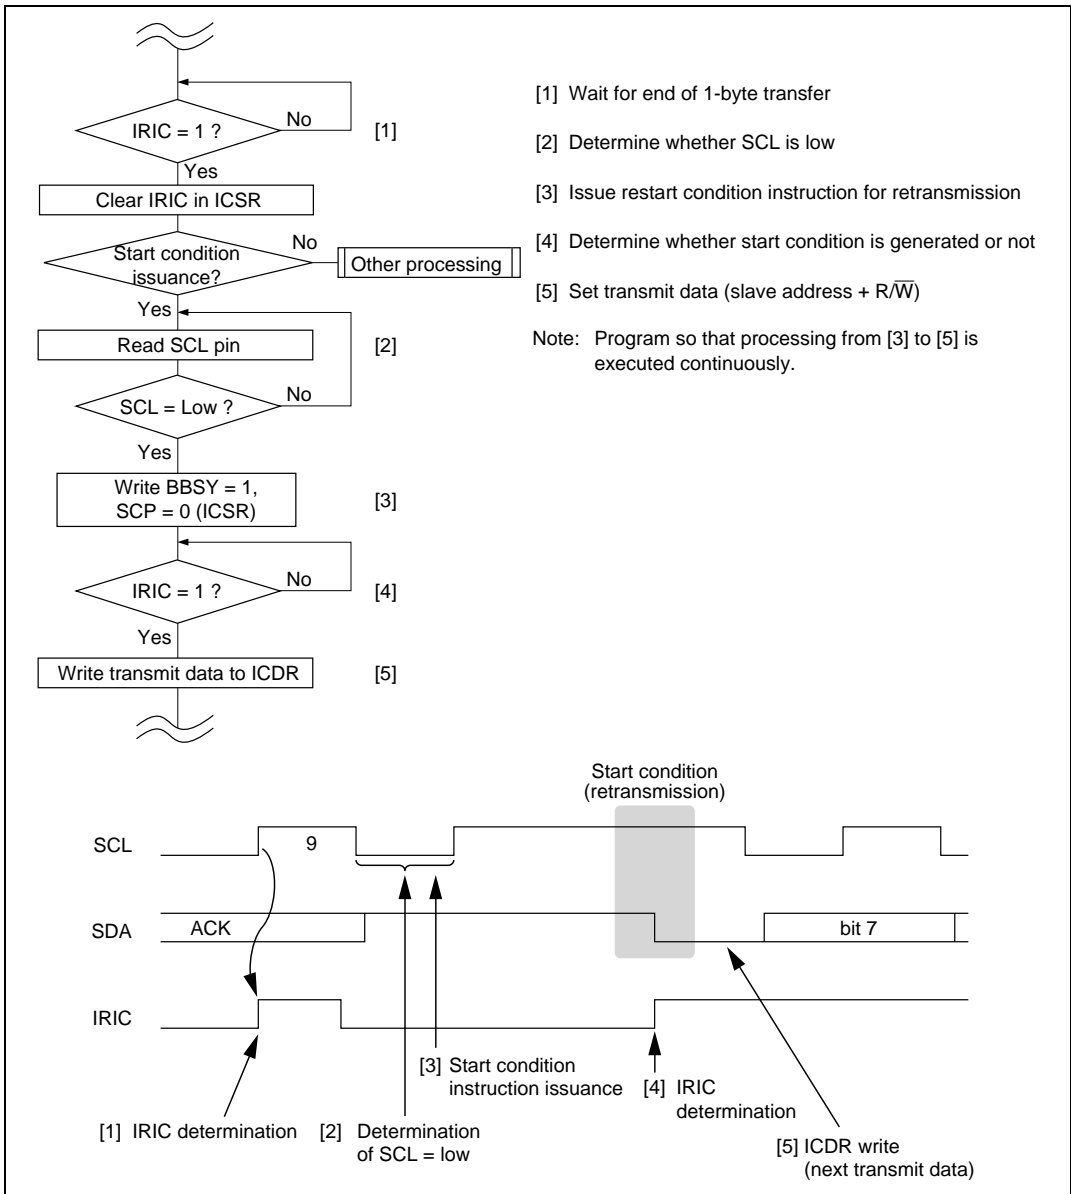 IRIC = 1 ?
No
[1]
Yes
Clear IRIC in ICSR
Start condition
issuance?
No
Other processing
Yes
Read SCL pin
[2]
SCL = Low ?
No
Yes
Write BBSY = 1,
SCP = 0 (ICSR)
[3]
IRIC = 1 ?
No
[4]
Yes
Write transmit data to ICDR
[5]
[1] Wait for end of 1-byte transfer
[2] Determine whether SCL is low
[3] Issue restart condition instruction for retransmission
[4] Determine whether start condition is generated or not
[5] Set transmit data (slave address + R/W̅)
Note: Program so that processing from [3] to [5] is
executed continuously.
Start condition
(retransmission)
SCL
9
SDA
ACK
bit 7
IRIC
[3] Start condition
instruction issuance
[4] IRIC
determination
[1] IRIC determination
[2] Determination
of SCL = low
[5] ICDR write
(next transmit data)